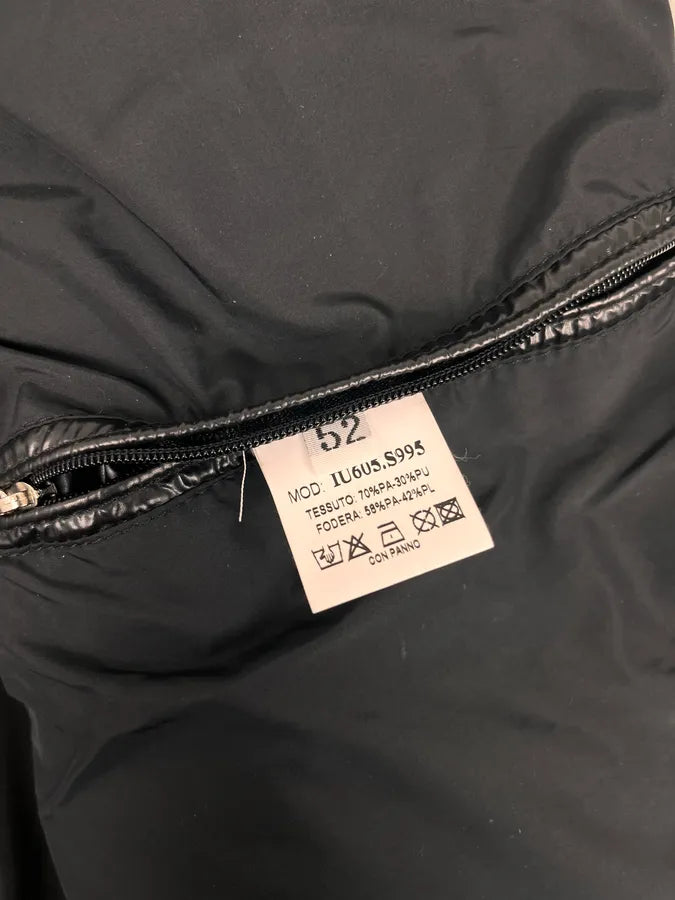 52
MOD: IU605.S995
TESSUTO: 70%PA-30%PU
FODERA: 58%PA-42%PL
CON PANNO